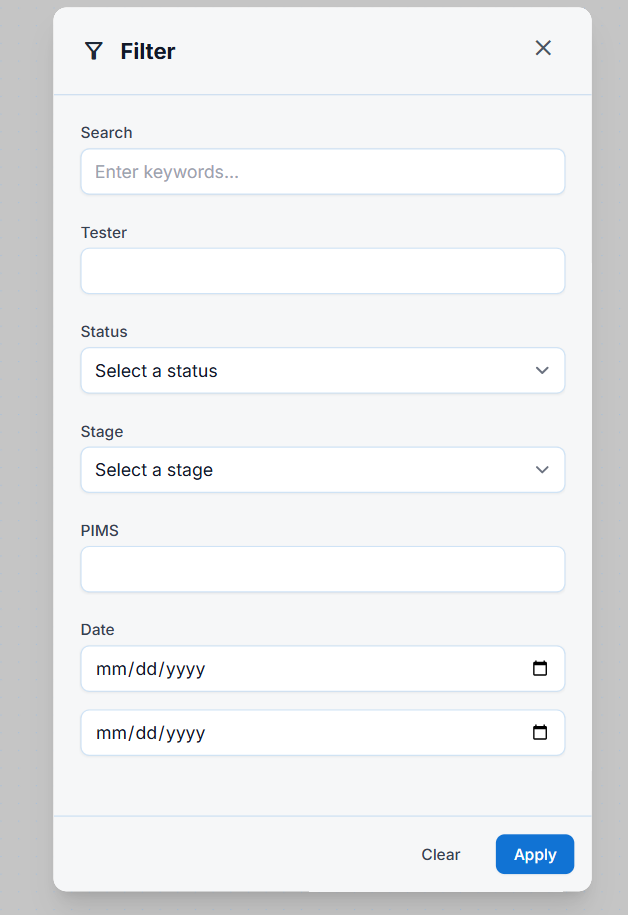 Filter
Search
Enter keywords...
Tester
Status
Select a status
Stage
Select a stage
PIMS
Date
mm/dd/yyyy
mm/dd/yyyy
Clear Apply